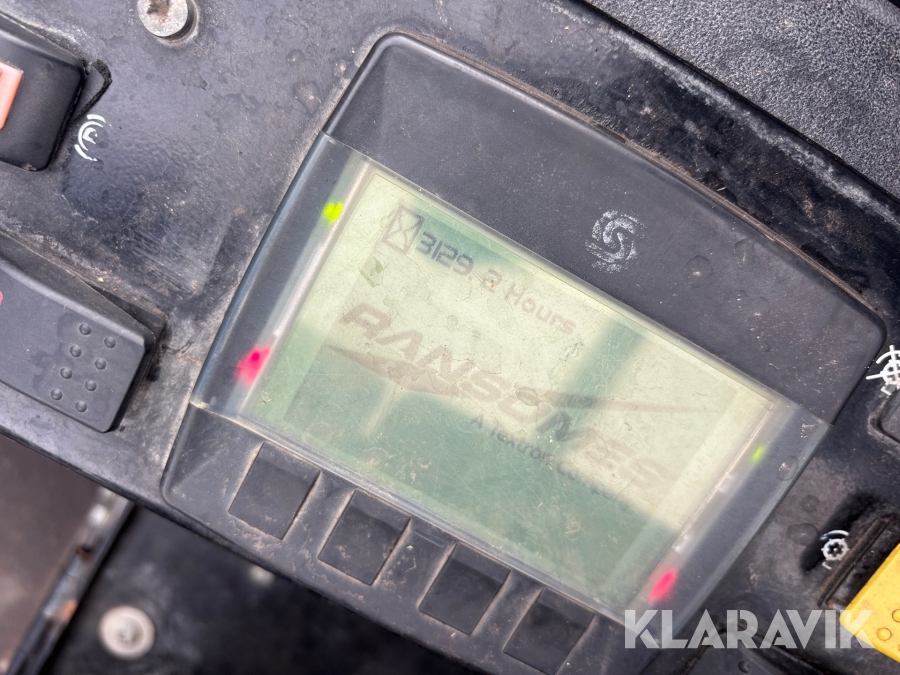 3129.2 Hours
RANSOMES
A Textron Company
KLARAVIK